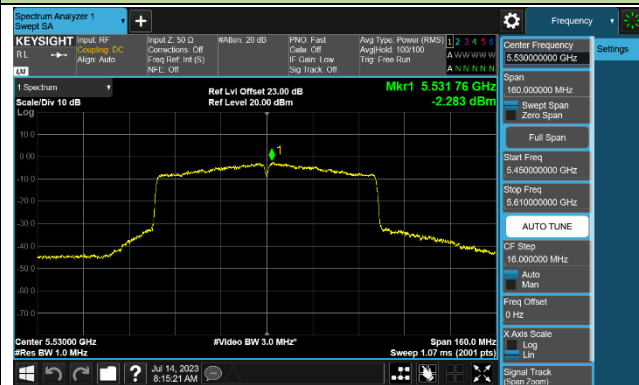 Spectrum Analyzer 1
Swept SA
Frequency
KEYSIGHT
Input: RF
Input Z: 50 Ω
#Atten: 20 dB
PNO: Fast
Avg Type: Power (RMS)
1 2 3 4 5 6
RL
Coupling: DC
Corrections: Off
Gate: Off
Avg|Hold: 100/100
A W W W W W
Align: Auto
Freq Ref: Int (S)
IF Gain: Low
Trig: Free Run
NFE: Off
Sig Track: Off
A N N N N N
LXI
1 Spectrum
Ref Lvl Offset 23.00 dB
Mkr1 5.531 76 GHz
Scale/Div 10 dB
Ref Level 20.00 dBm
-2.283 dBm
Log
10.0
0.00
-10.0
-20.0
-30.0
-40.0
-50.0
-60.0
-70.0
1
Center 5.53000 GHz
#Video BW 3.0 MHz*
Span 160.0 MHz
#Res BW 1.0 MHz
Sweep 1.07 ms (2001 pts)
Jul 14, 2023
8:15:21 AM
Center Frequency
5.530000000 GHz
Settings
Span
160.000000 MHz
Swept Span
Zero Span
Full Span
Start Freq
5.450000000 GHz
Stop Freq
5.610000000 GHz
AUTO TUNE
CF Step
16.000000 MHz
Auto
Man
Freq Offset
0 Hz
X Axis Scale
Log
Lin
Signal Track
(Span Zoom)